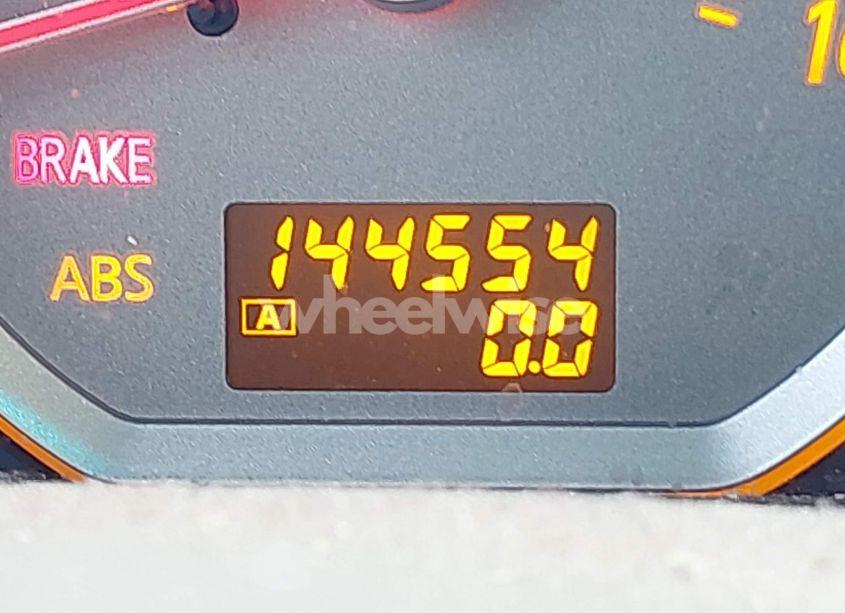 BRAKE
ABS
144554
A
0.0
wheelwise